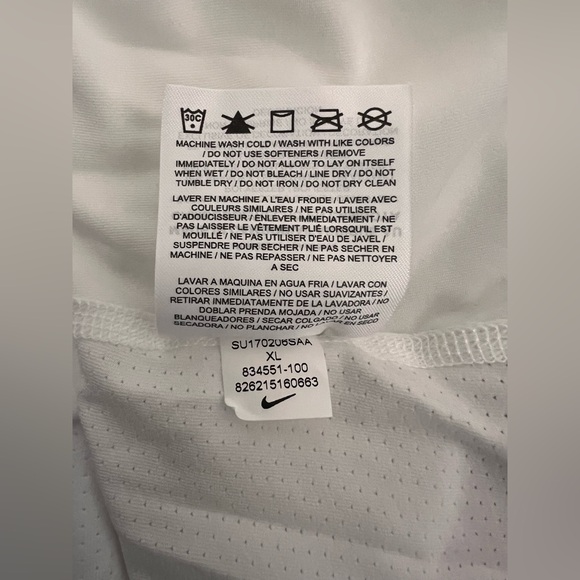 30C
MACHINE WASH COLD / WASH WITH LIKE COLORS
/ DO NOT USE SOFTENERS / REMOVE
IMMEDIATELY / DO NOT ALLOW TO LAY ON ITSELF
WHEN WET / DO NOT BLEACH / LINE DRY / DO NOT
TUMBLE DRY / DO NOT IRON / DO NOT DRY CLEAN
LAVER EN MACHINE A L'EAU FROIDE / LAVER AVEC
COULEURS SIMILAIRES / NE PAS UTILISER
D'ADOUCISSEUR / ENLEVER IMMEDIATEMENT / NE
PAS LAISSER LE VÊTEMENT PLIÉ LORSQU'IL EST
MOUILLÉ / NE PAS UTILISER D'EAU DE JAVEL /
SUSPENDRE POUR SECHER / NE PAS SECHER EN
MACHINE / NE PAS REPASSER / NE PAS NETTOYER
A SEC
LAVAR A MAQUINA EN AGUA FRIA / LAVAR CON
COLORES SIMILARES / NO USAR SUAVIZANTES /
RETIRAR INMEDIATAMENTE DE LA LAVADORA / NO
DOBLAR PRENDA MOJADA / NO USAR
BLANQUEADORES / SECAR COLGADO / NO USAR
SECADORA / NO PLANCHAR / NO LAVAR EN SECO
SU170206SAA
XL
834551-100
826215160663